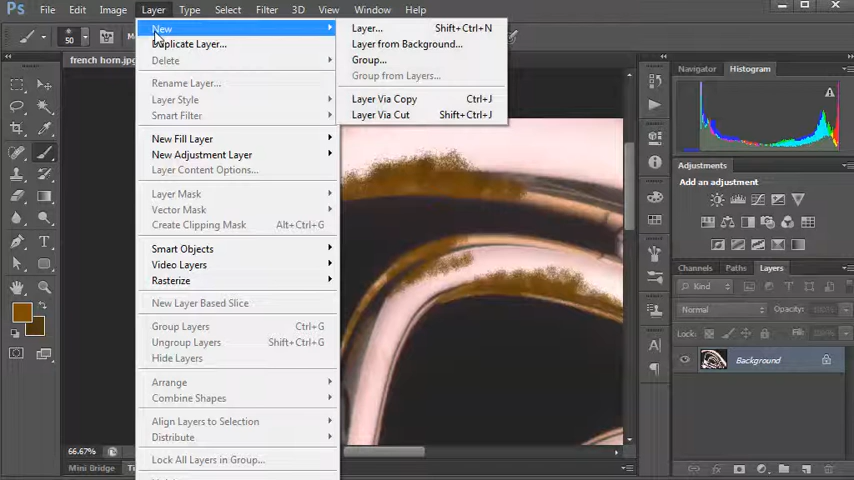 Ps File Edit Image Layer Type Select Filter 3D View Window Help
50
french horn.jpg
New
Duplicate Layer...
Delete
Rename Layer...
Layer Style
Smart Filter
New Fill Layer
New Adjustment Layer
Layer Content Options...
Layer Mask
Vector Mask
Create Clipping Mask Alt+Ctrl+G
Smart Objects
Video Layers
Rasterize
New Layer Based Slice
Group Layers Ctrl+G
Ungroup Layers Shift+Ctrl+G
Hide Layers
Arrange
Combine Shapes
Align Layers to Selection
Distribute
Lock All Layers in Group...
Layer... Shift+Ctrl+N
Layer from Background...
Group...
Group from Layers...
Layer Via Copy Ctrl+J
Layer Via Cut Shift+Ctrl+J
Navigator Histogram
Adjustments
Add an adjustment
Channels Paths Layers
Kind
Normal Opacity:
Lock: Fill:
Background
66.67%
Mini Bridge